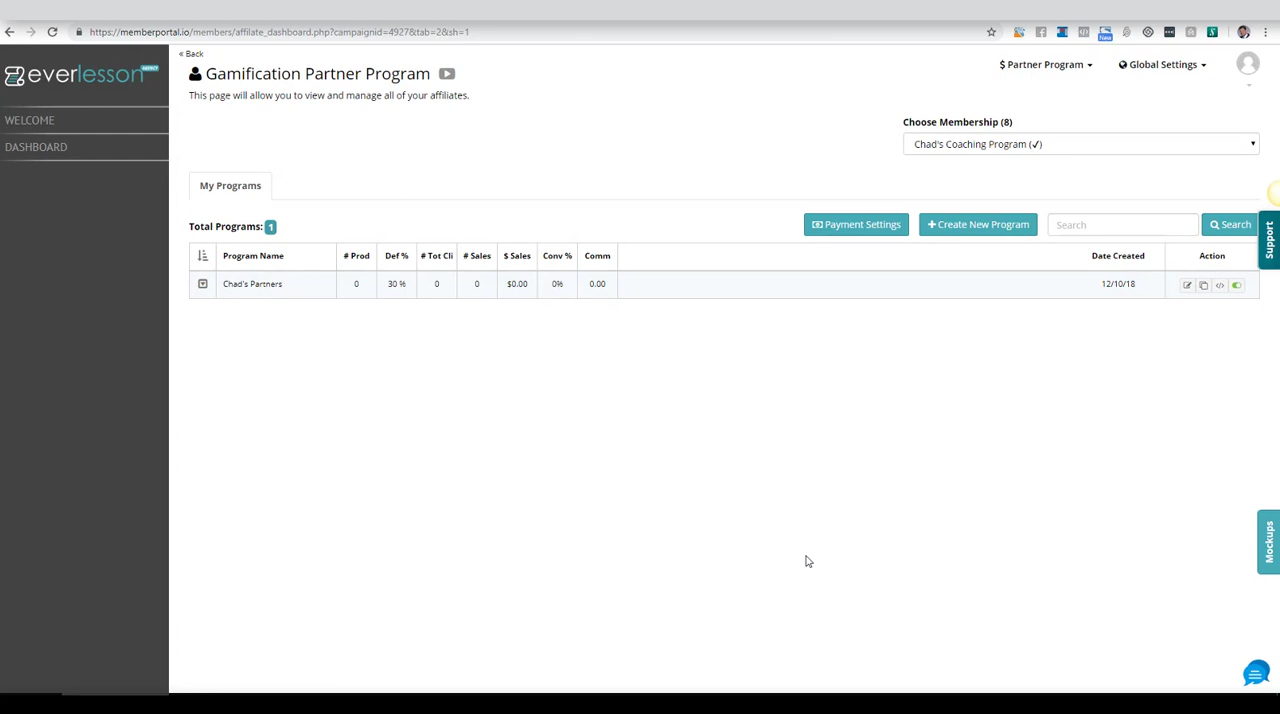 https://memberportal.io/members/affilate_dashboard.php?campaignid=4927&tab=2&sh=1
New
everlesson
« Back
Gamification Partner Program
This page will allow you to view and manage all of your affiliates.
$ Partner Program
Global Settings
WELCOME
DASHBOARD
Choose Membership (8)
Chad's Coaching Program (✓)
My Programs
Total Programs: 1
Payment Settings
+ Create New Program
Search
Search
Program Name # Prod Def % # Tot Cli # Sales $ Sales Conv % Comm Date Created Action
Chad's Partners 0 30 % 0 0 $0.00 0% 0.00 12/10/18
Support
Mockups